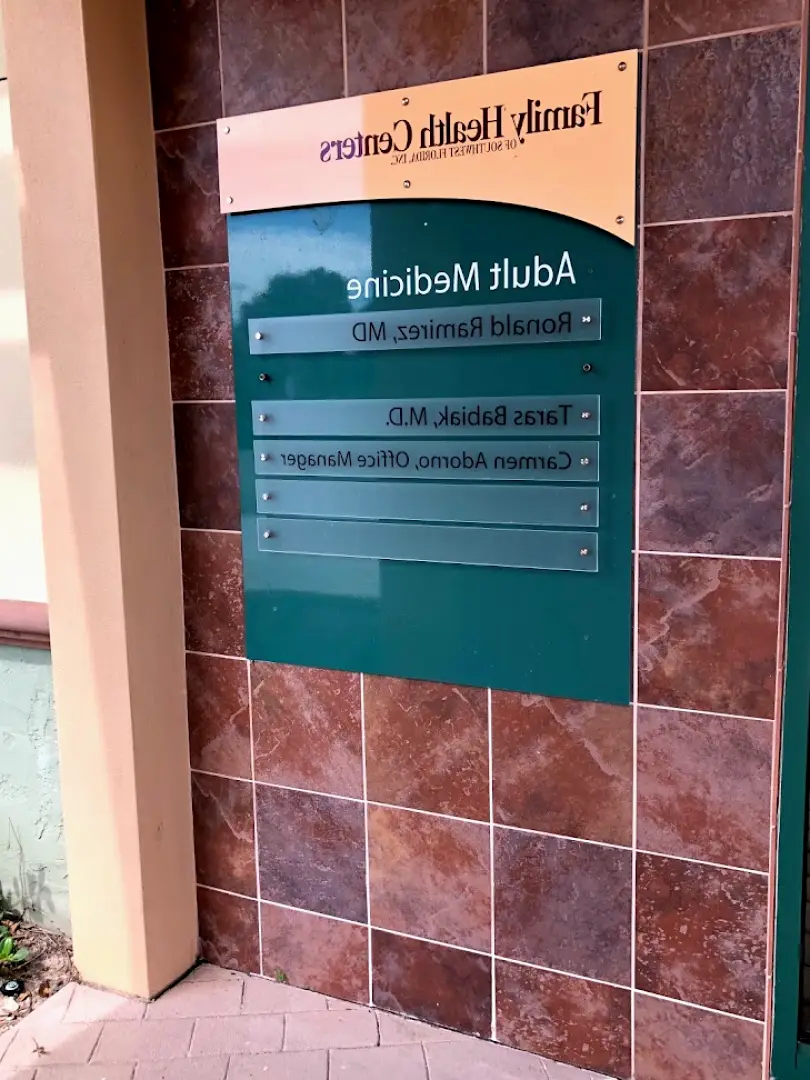 Family Health Centers
OF SOUTHWEST FLORIDA, INC.
Adult Medicine
Ronald Ramirez, MD
Taras Babiak, M.D.
Carmen Adorno, Office Manager